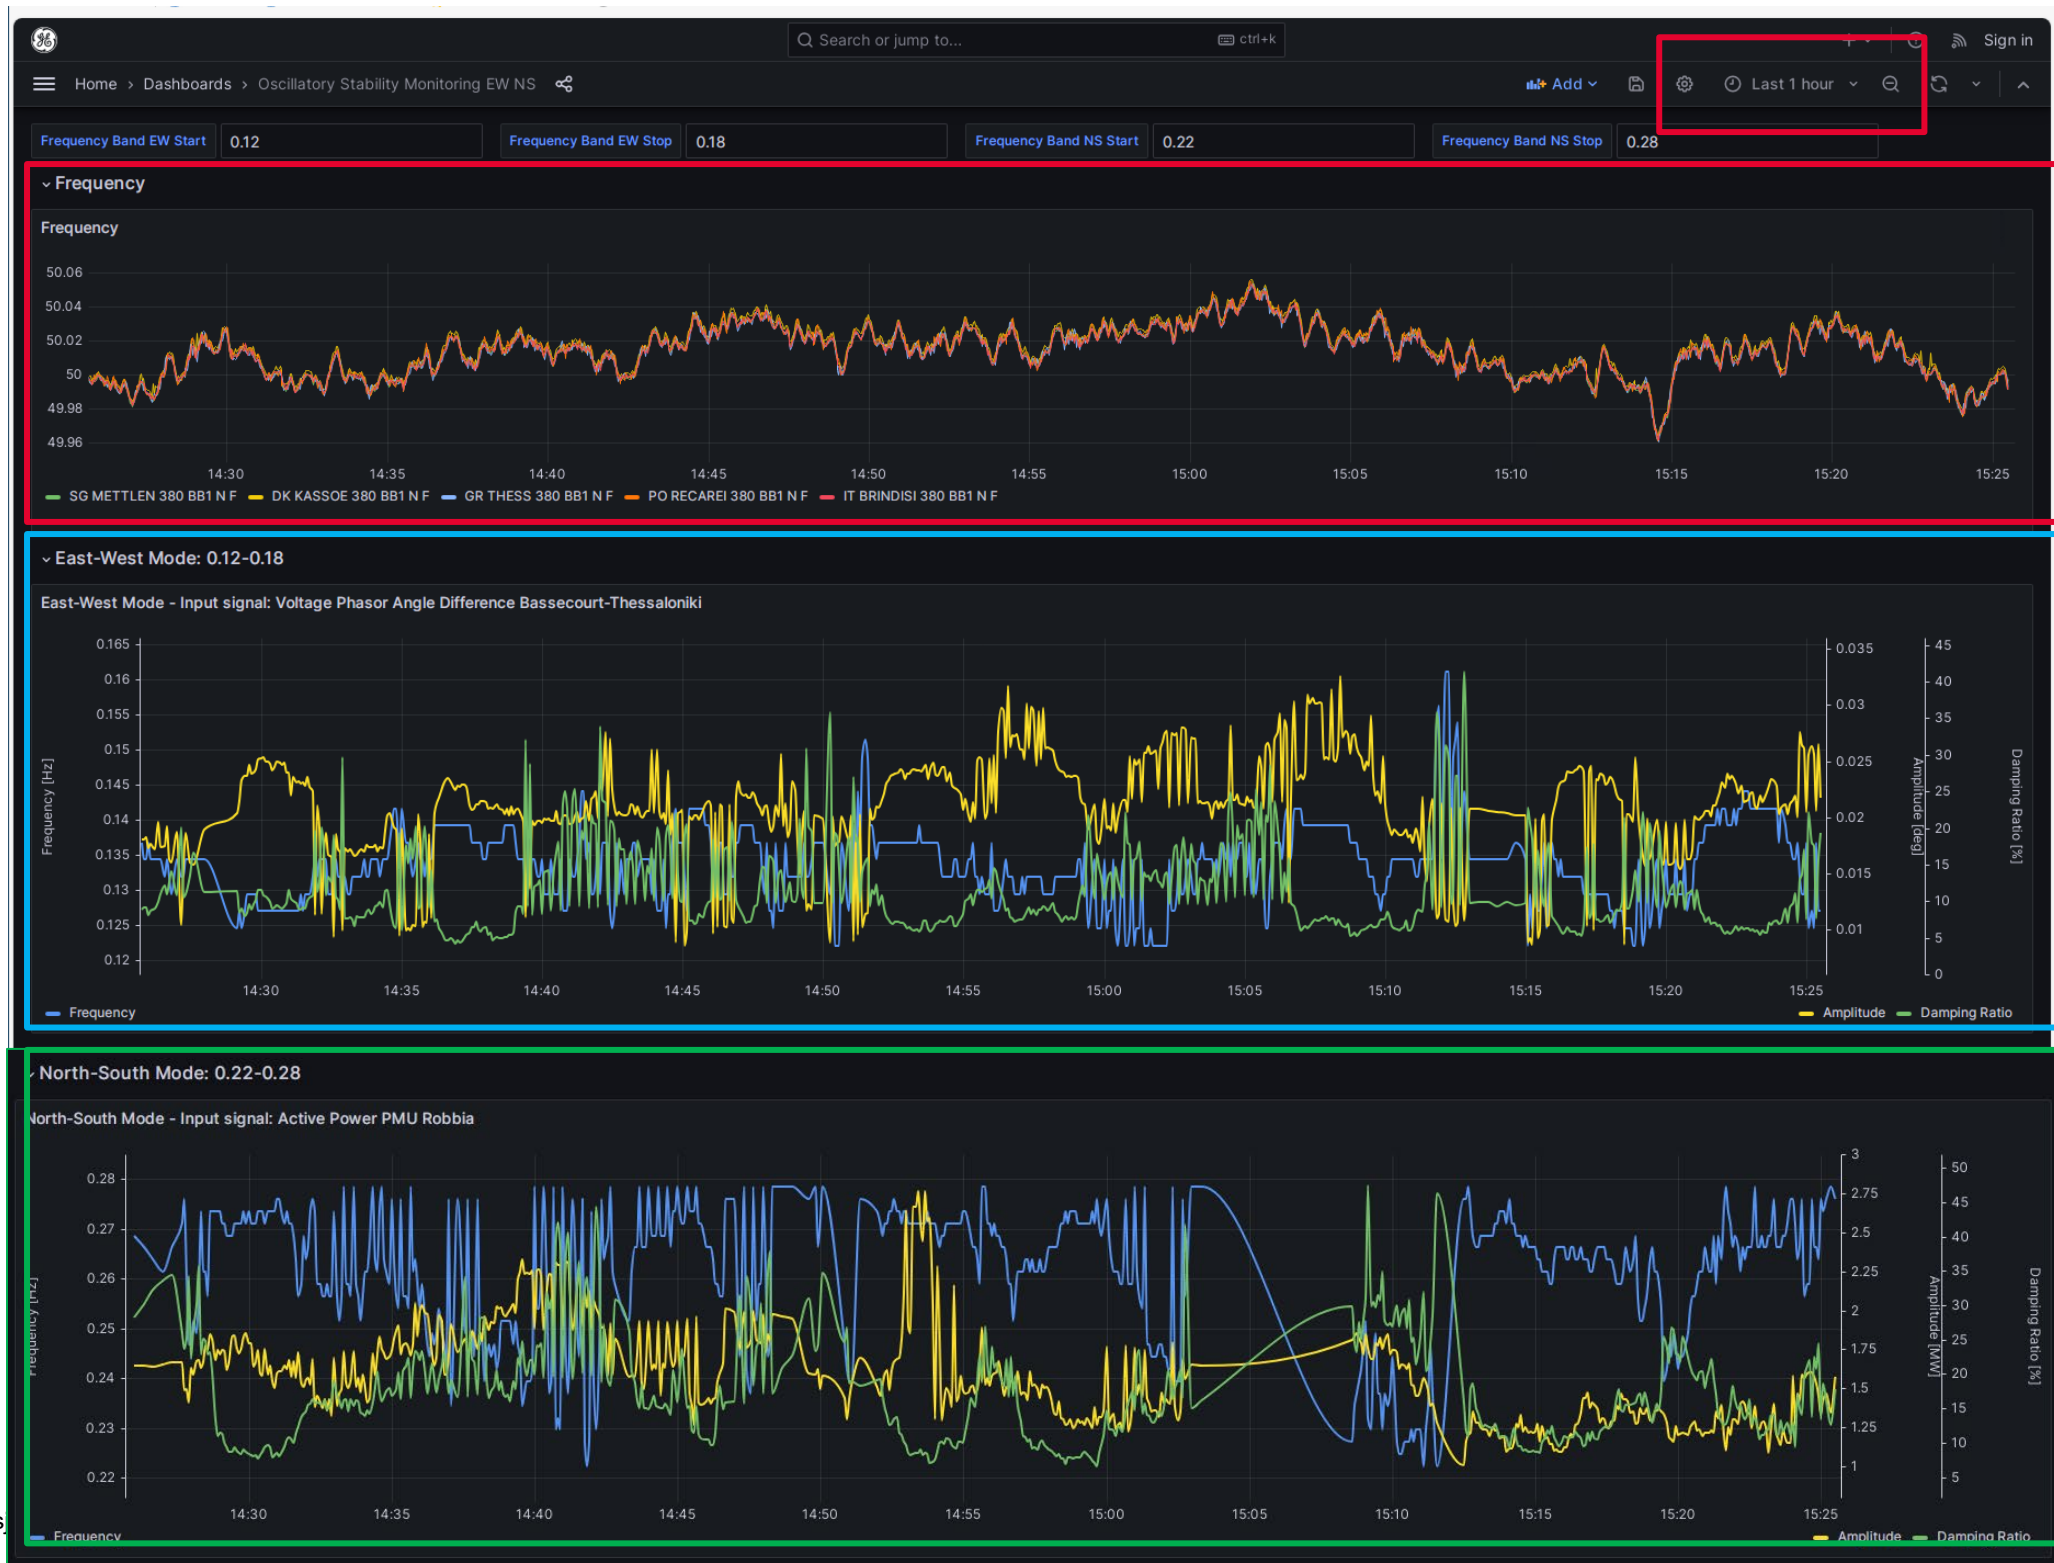 Search or jump to... ctrl+k Sign in
Home › Dashboards › Oscillatory Stability Monitoring EW NS Add Last 1 hour
Frequency Band EW Start 0.12 Frequency Band EW Stop 0.18 Frequency Band NS Start 0.22 Frequency Band NS Stop 0.28
Frequency
Frequency
50.06
50.04
50.02
50
49.98
49.96
14:30 14:35 14:40 14:45 14:50 14:55 15:00 15:05 15:10 15:15 15:20 15:25
SG METTLEN 380 BB1 N F DK KASSOE 380 BB1 N F GR THESS 380 BB1 N F PO RECAREI 380 BB1 N F IT BRINDISI 380 BB1 N F
East-West Mode: 0.12-0.18
East-West Mode - Input signal: Voltage Phasor Angle Difference Bassecourt-Thessaloniki
Frequency [Hz]
0.165
0.16
0.155
0.15
0.145
0.14
0.135
0.13
0.125
0.12
0.035
0.03
0.025
0.02
0.015
0.01
Amplitude [deg]
45
40
35
30
25
20
15
10
5
0
Damping Ratio [%]
14:30 14:35 14:40 14:45 14:50 14:55 15:00 15:05 15:10 15:15 15:20 15:25
Frequency Amplitude Damping Ratio
North-South Mode: 0.22-0.28
North-South Mode - Input signal: Active Power PMU Robbia
Frequency [Hz]
0.28
0.27
0.26
0.25
0.24
0.23
0.22
3
2.75
2.5
2.25
2
1.75
1.5
1.25
1
Amplitude [MW]
50
45
40
35
30
25
20
15
10
5
Damping Ratio [%]
14:30 14:35 14:40 14:45 14:50 14:55 15:00 15:05 15:10 15:15 15:20 15:25
Frequency Amplitude Damping Ratio